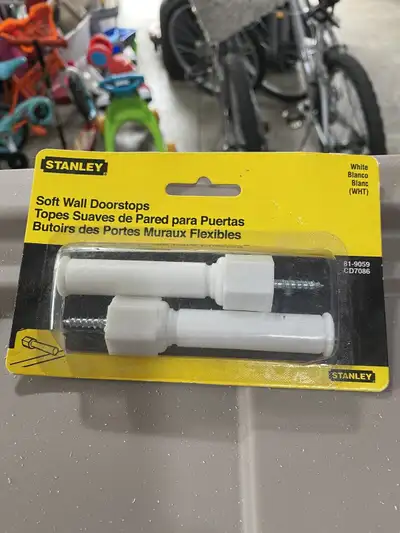 STANLEY
White
Blanco
Blanc
(WHT)
Soft Wall Doorstops
Topes Suaves de Pared para Puertas
Butoirs des Portes Muraux Flexibles
81-9059
CD7086
STANLEY